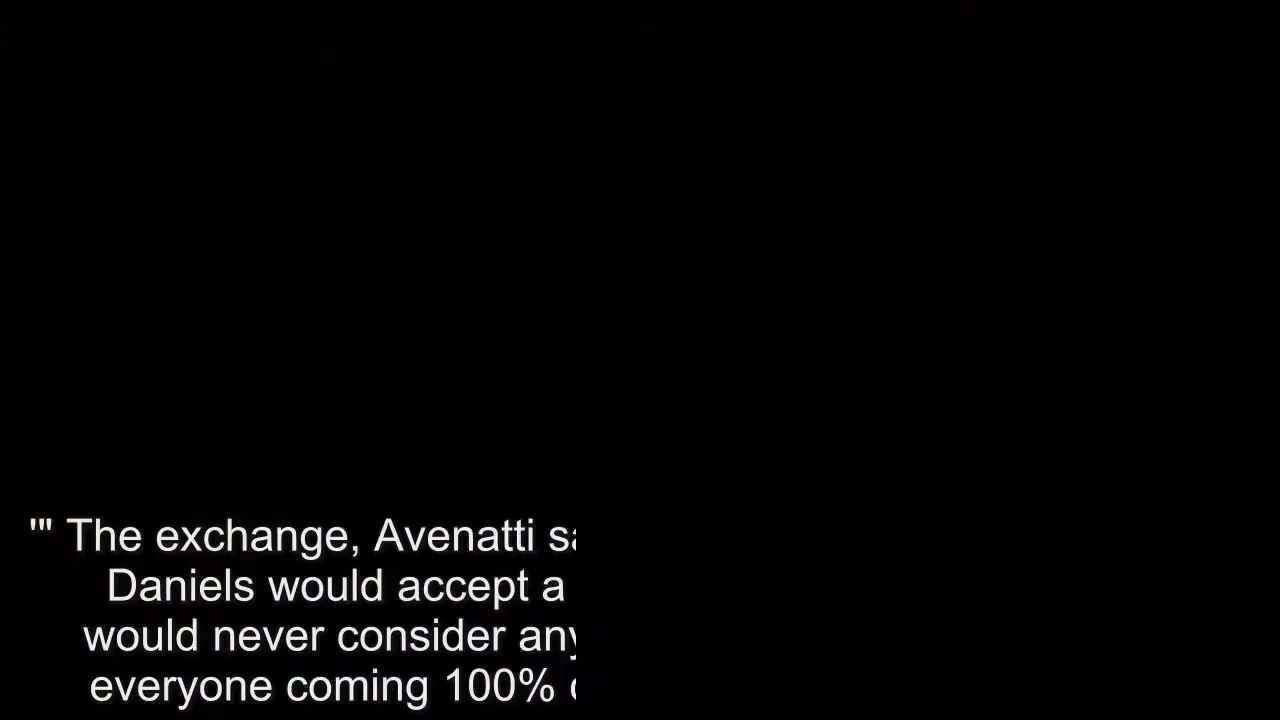 '" The exchange, Avenatti
Daniels would accept a
would never consider
everyone coming 100%